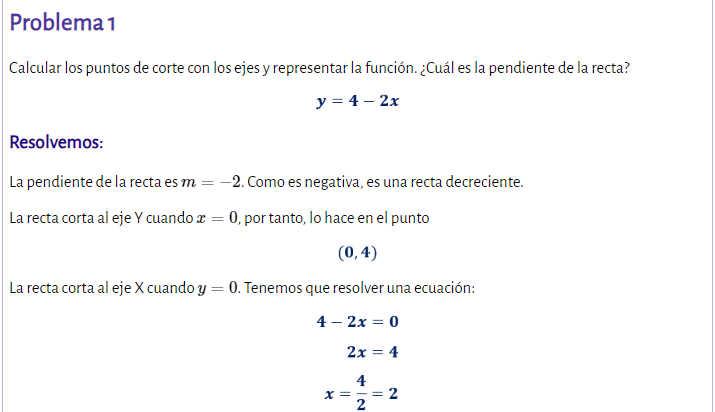 Problema 1
Calcular los puntos de corte con los ejes y representar la función. ¿Cuál es la pendiente de la recta?
y = 4 − 2x
Resolvemos:
La pendiente de la recta es m = −2. Como es negativa, es una recta decreciente.
La recta corta al eje Y cuando x = 0, por tanto, lo hace en el punto
(0, 4)
La recta corta al eje X cuando y = 0. Tenemos que resolver una ecuación:
4 − 2x = 0
2x = 4
x = 4/2 = 2